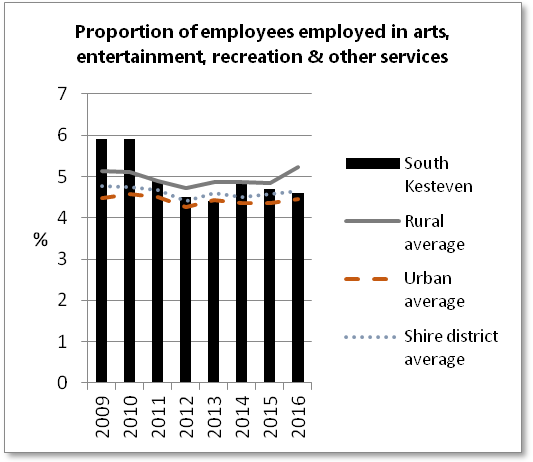 Proportion of employees employed in arts,
entertainment, recreation & other services
7
6
5
4
3
2
1
0
%
2009
2010
2011
2012
2013
2014
2015
2016
South
Kesteven
Rural
average
Urban
average
Shire district
average